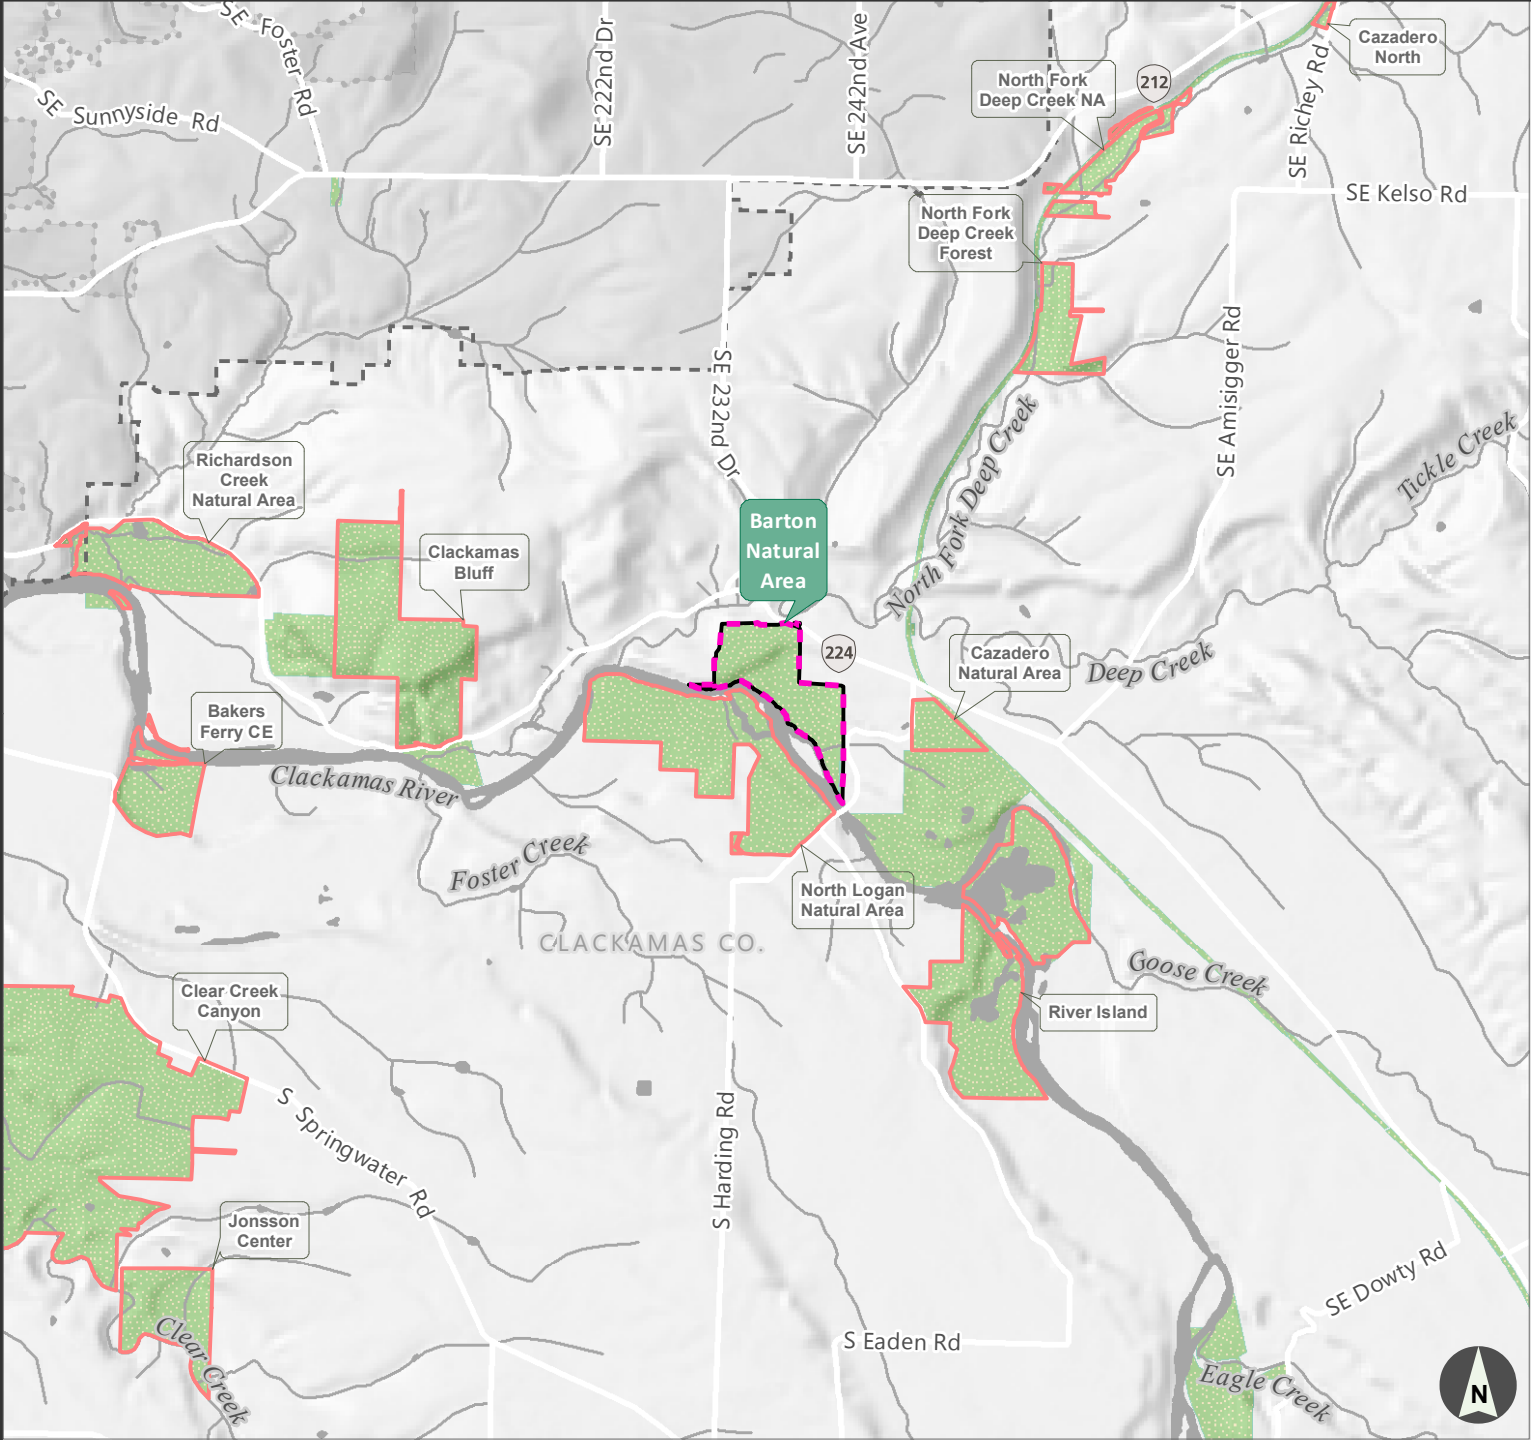 SE Foster Rd
SE 222nd Dr
SE 242nd Ave
Cazadero
North
North Fork
Deep Creek NA
212
SE Richey Rd
SE Sunnyside Rd
SE Kelso Rd
North Fork
Deep Creek
Forest
SE Amisigger Rd
SE 232nd Dr
North Fork Deep Creek
Tickle Creek
Richardson
Creek
Natural Area
Clackamas
Bluff
Barton
Natural
Area
224
Cazadero
Natural Area
Deep Creek
Bakers
Ferry CE
Clackamas River
Foster Creek
North Logan
Natural Area
CLACKAMAS CO.
Goose Creek
Clear Creek
Canyon
River Island
S Springwater Rd
S Harding Rd
Jonsson
Center
SE Dowty Rd
S Eaden Rd
Clear Creek
Eagle Creek
N